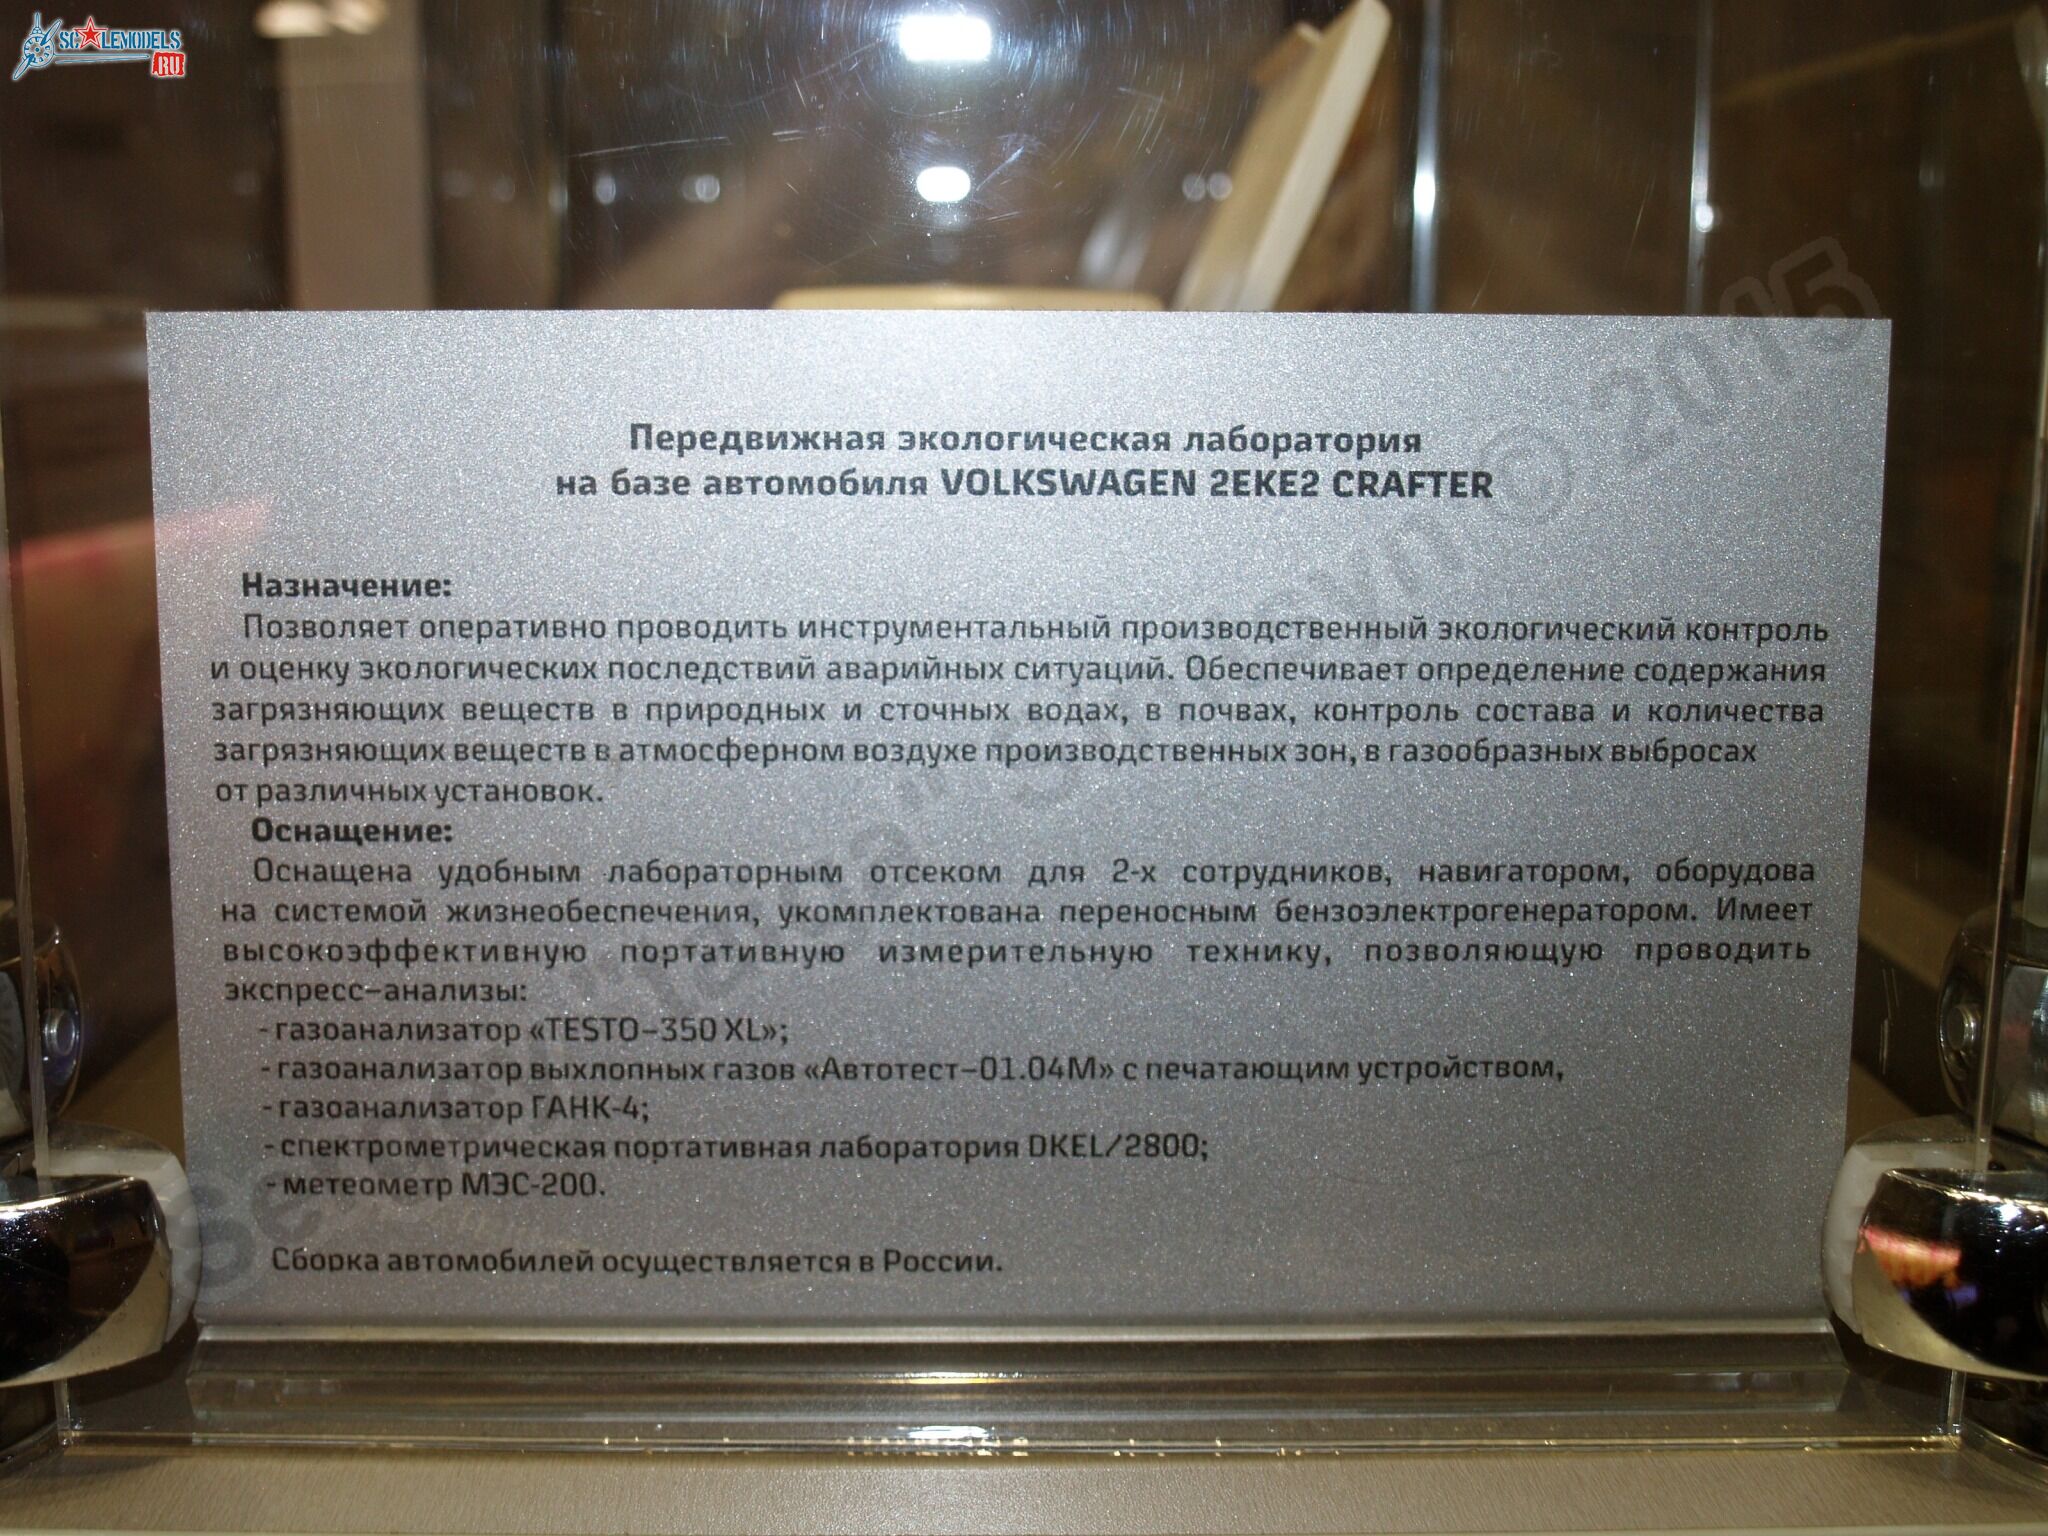 SCALEMODELS
RU
Передвижная экологическая лаборатория
на базе автомобиля VOLKSWAGEN 2EKE2 CRAFTER
Назначение:
Позволяет оперативно проводить инструментальный производственный экологический контроль
и оценку экологических последствий аварийных ситуаций. Обеспечивает определение содержания
загрязняющих веществ в природных и сточных водах, в почвах, контроль состава и количества
загрязняющих веществ в атмосферном воздухе производственных зон, в газообразных выбросах
от различных установок.
Оснащение:
Оснащена удобным лабораторным отсеком для 2-х сотрудников, навигатором, оборудова
на системой жизнеобеспечения, укомплектована переносным бензоэлектрогенератором. Имеет
высокоэффективную портативную измерительную технику, позволяющую проводить
экспресс–анализы:
- газоанализатор «TESTO–350 XL»;
- газоанализатор выхлопных газов «Автотест–01.04М» с печатающим устройством,
- газоанализатор ГАНК-4;
- спектрометрическая портативная лаборатория DKEL/2800;
- метеометр МЭС-200.
Сборка автомобилей осуществляется в России.
© 2015